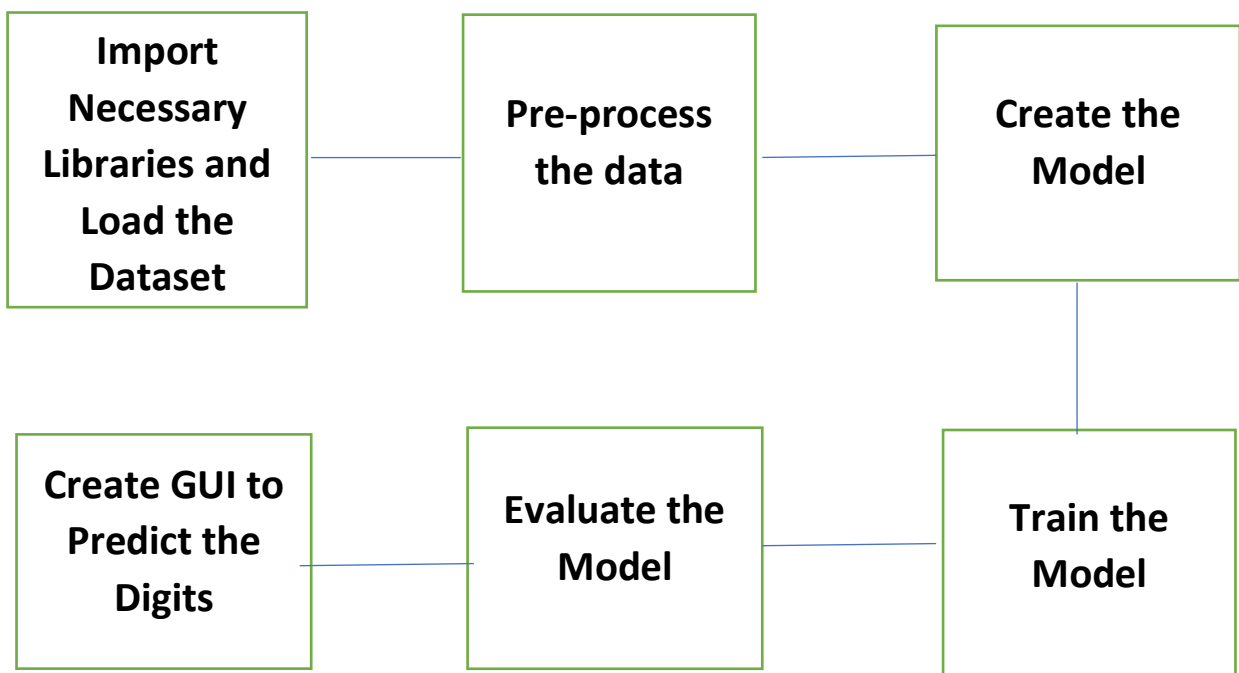 Import
Necessary
Libraries and
Load the
Dataset
Pre-process
the data
Create the
Model
Create GUI to
Predict the
Digits
Evaluate the
Model
Train the
Model